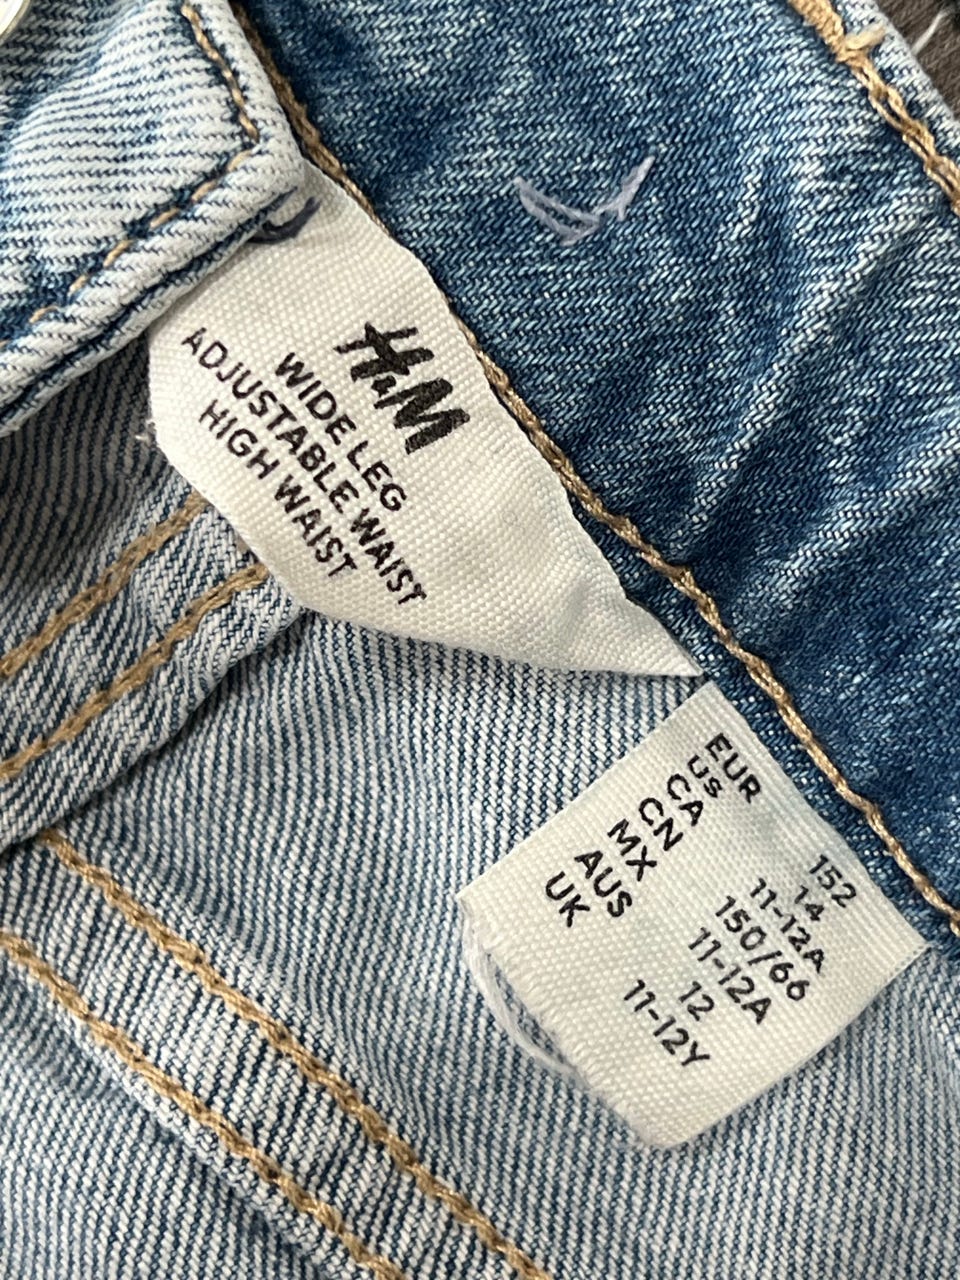 H&M
WIDE LEG
ADJUSTABLE WAIST
HIGH WAIST
EUR 152
US 14
CA 11-12A
CN 150/66
MX 11-12A
AUS 12
UK 11-12Y